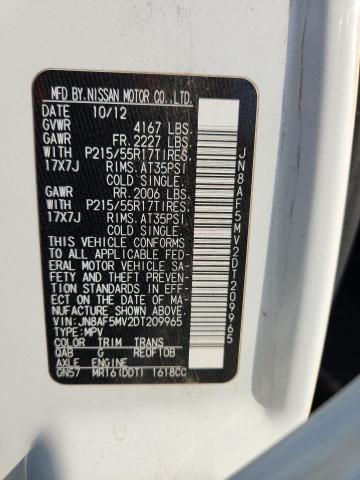 MFD BY.NISSAN MOTOR CO.,LTD.
DATE 10/12
GVWR 4167 LBS.
GAWR FR. 2227 LBS.
WITH P215/55R17TIRES.
17X7J RIMS. AT35PSI
COLD SINGLE.
GAWR RR. 2006 LBS.
WITH P215/55R17TIRES.
17X7J RIMS. AT35PSI
COLD SINGLE.
THIS VEHICLE CONFORMS
TO ALL APPLICABLE FED-
ERAL MOTOR VEHICLE SA-
FETY AND THEFT PREVEN-
TION STANDARDS IN EFF-
ECT ON THE DATE OF MA-
NUFACTURE SHOWN ABOVE.
VIN:JN8AF5MV2DT209965
TYPE:MPV
COLOR TRIM TRANS
QAB G RE0F10B
AXLE ENGINE
GN57 MR16(DDT) 1618CC
JN8AF5MV2DT209965